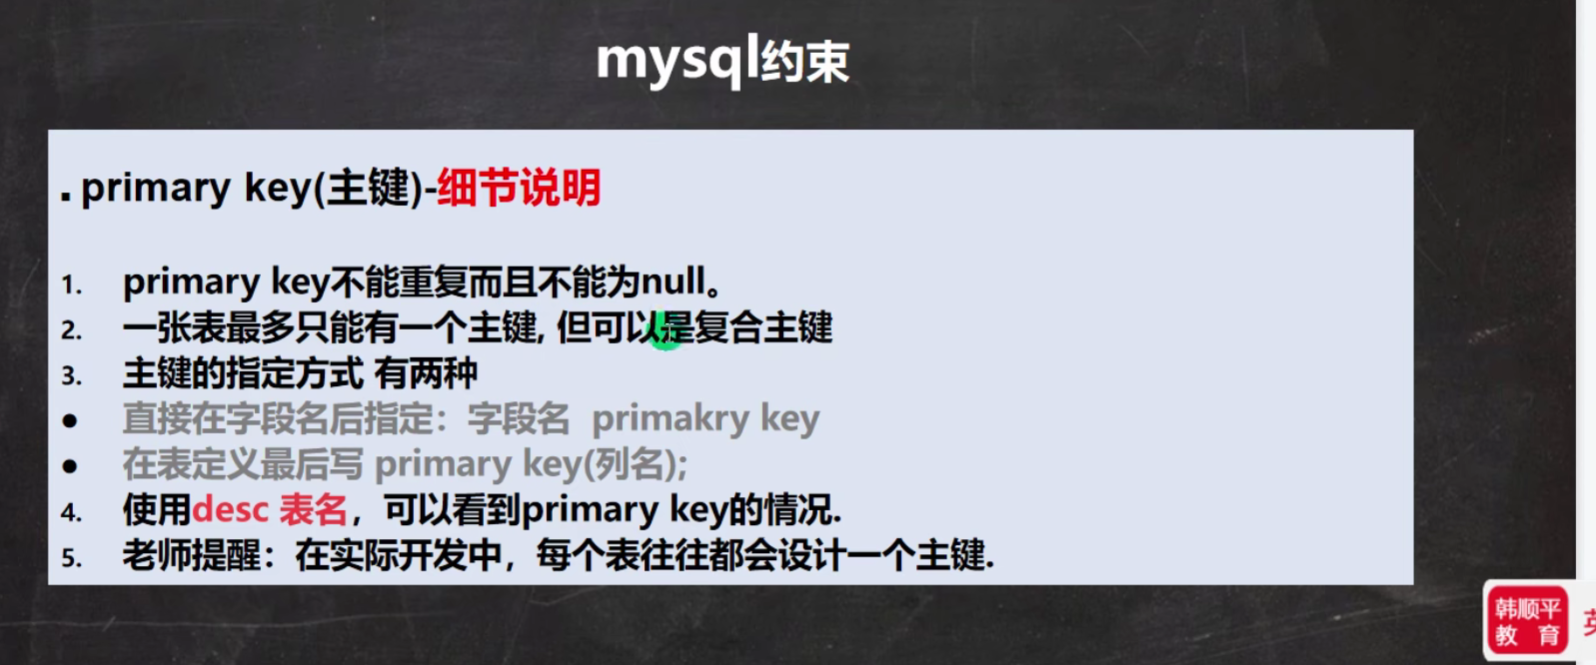 mysql约束
. primary key(主键)-细节说明
1. primary key不能重复而且不能为null。
2. 一张表最多只能有一个主键, 但可以是复合主键
3. 主键的指定方式 有两种
● 直接在字段名后指定：字段名 primakry key
● 在表定义最后写 primary key(列名);
4. 使用desc 表名，可以看到primary key的情况.
5. 老师提醒：在实际开发中，每个表往往都会设计一个主键.
韩顺平
教 育
英